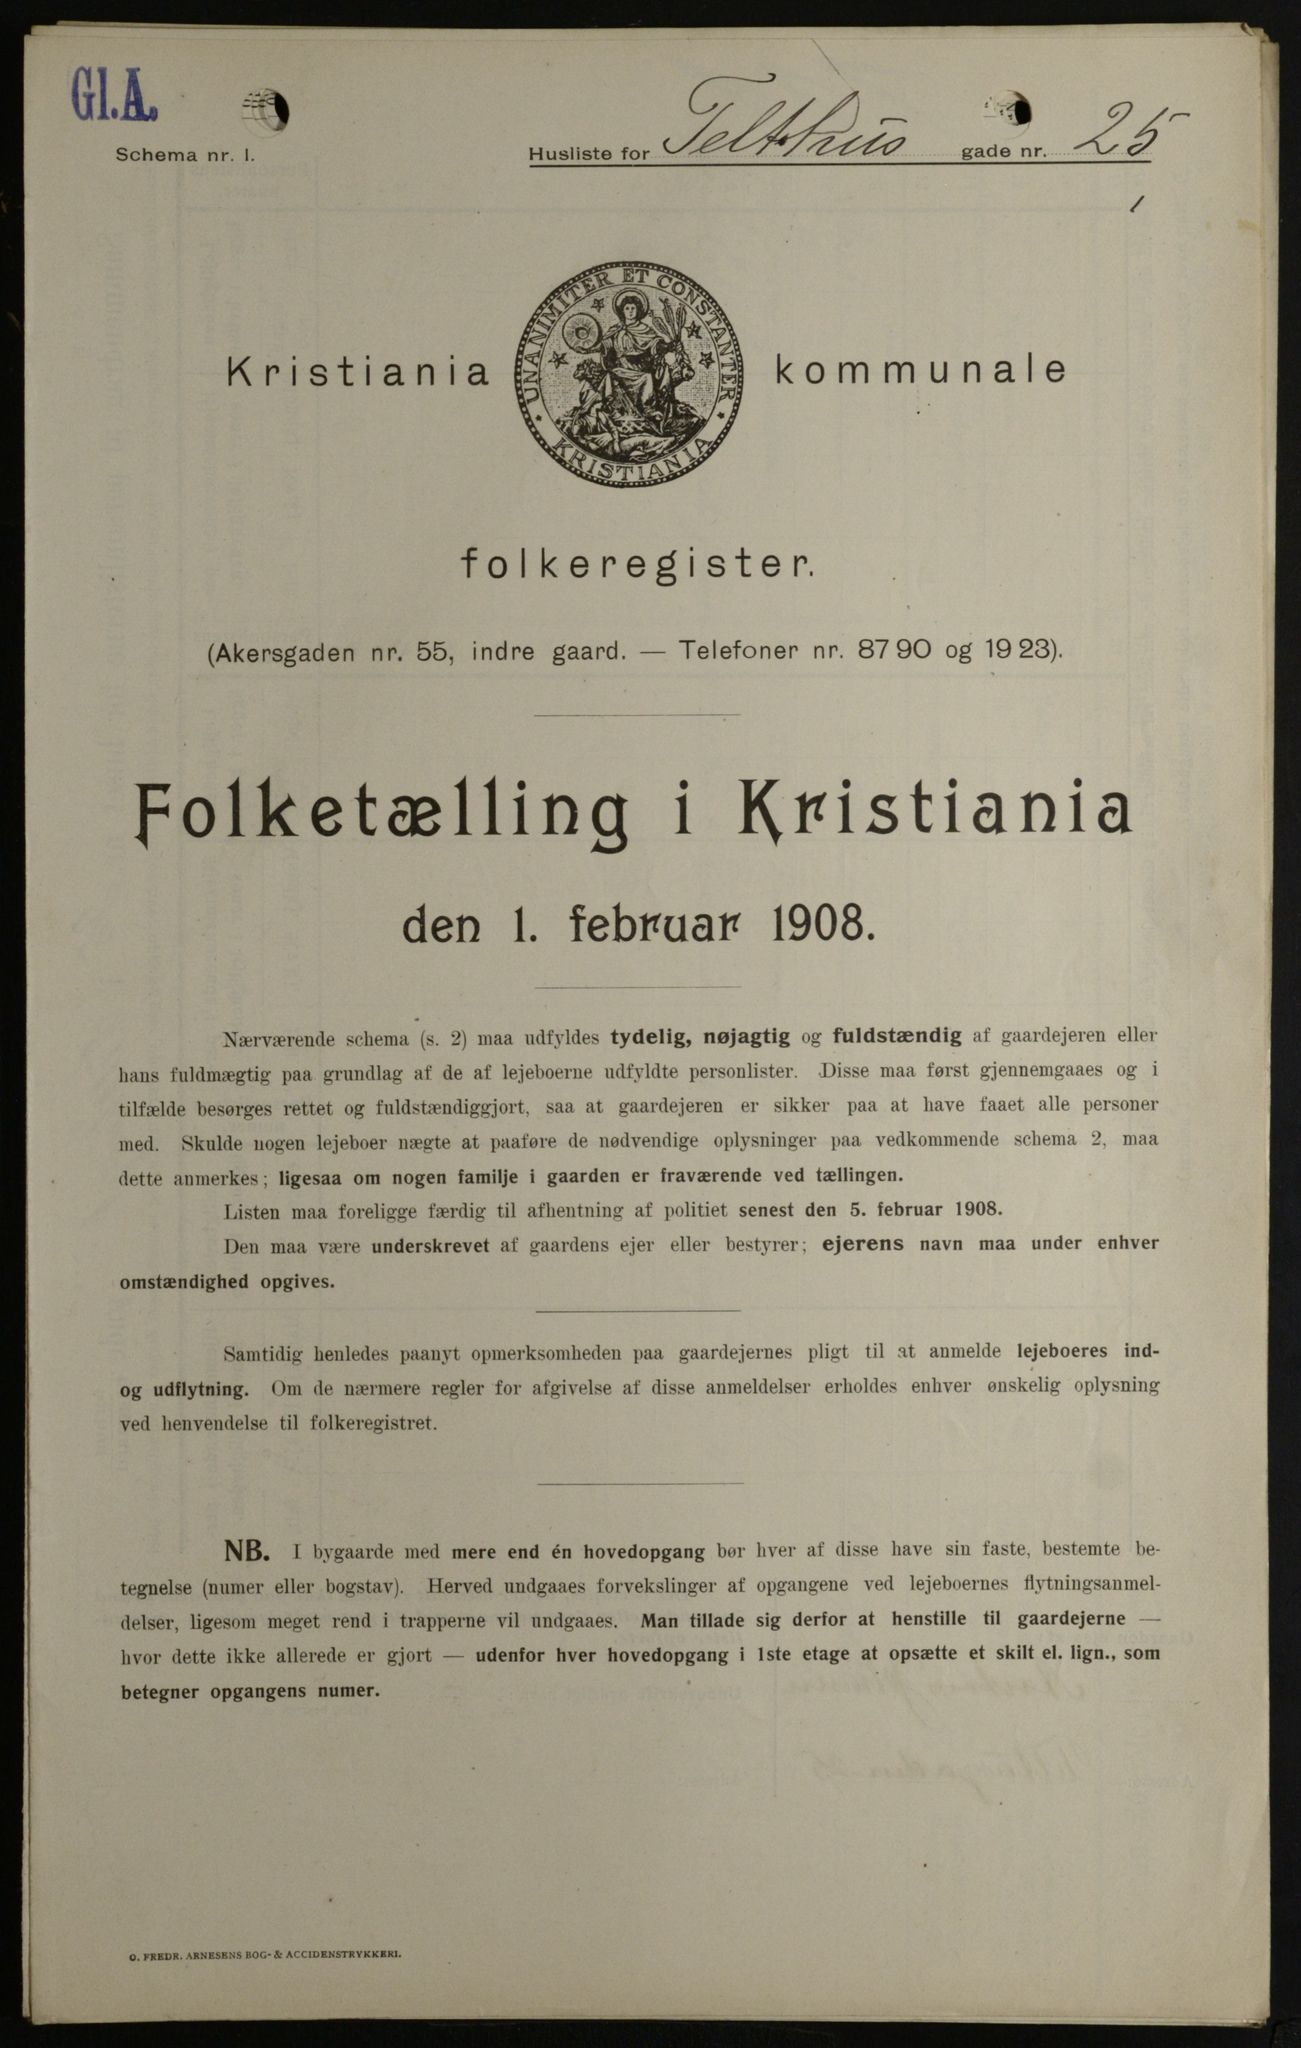 Gl.A.
Schema nr. 1.
Husliste for Telthus gade nr. 25
UNANIMITER ET CONSTANTER
KRISTIANIA
Kristiania kommunale
folkeregister.
(Akersgaden nr. 55, indre gaard. — Telefoner nr. 87 90 og 19 23).
Folketælling i Kristiania
den 1. februar 1908.
Nærværende schema (s. 2) maa udfyldes tydelig, nøjagtig og fuldstændig af gaardejeren eller
hans fuldmægtig paa grundlag af de af lejeboerne udfyldte personlister. Disse maa først gjennemgaaes og i
tilfælde besørges rettet og fuldstændiggjort, saa at gaardejeren er sikker paa at have faaet alle personer
med. Skulde nogen lejeboer nægte at paaføre de nødvendige oplysninger paa vedkommende schema 2, maa
dette anmerkes; ligesaa om nogen familje i gaarden er fraværende ved tællingen.
Listen maa foreligge færdig til afhentning af politiet senest den 5. februar 1908.
Den maa være underskrevet af gaardens ejer eller bestyrer; ejerens navn maa under enhver
omstændighed opgives.
Samtidig henledes paanyt opmerksomheden paa gaardejernes pligt til at anmelde lejeboeres ind-
og udflytning. Om de nærmere regler for afgivelse af disse anmeldelser erholdes enhver ønskelig oplysning
ved henvendelse til folkeregistret.
NB. I bygaarde med mere end én hovedopgang bør hver af disse have sin faste, bestemte be-
tegnelse (numer eller bogstav). Herved undgaaes forvekslinger af opgangene ved lejeboernes flytningsanmel-
delser, ligesom meget rend i trapperne vil undgaaes. Man tillade sig derfor at henstille til gaardejerne —
hvor dette ikke allerede er gjort — udenfor hver hovedopgang i 1ste etage at opsætte et skilt el. lign., som
betegner opgangens numer.
O. FREDR. ARNESENS BOG- & ACCIDENSTRYKKERI.